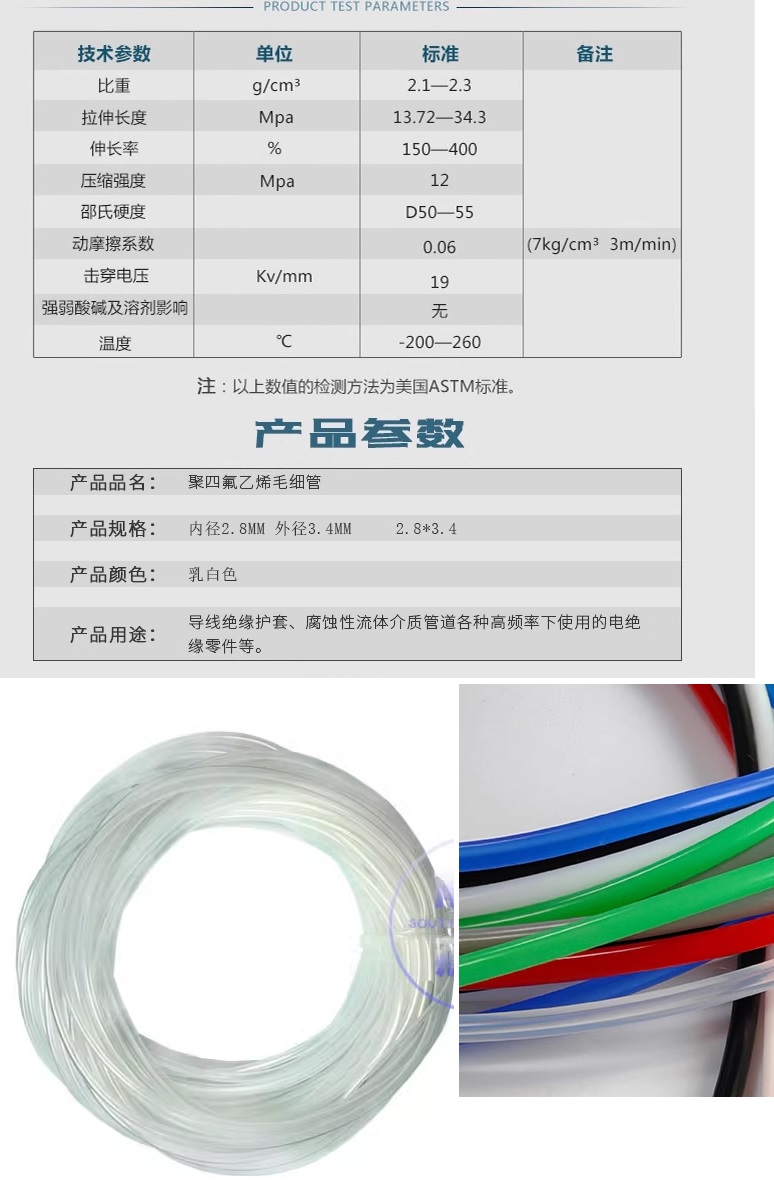 PRODUCT TEST PARAMETERS
技术参数 单位 标准 备注
比重 g/cm³ 2.1—2.3
拉伸长度 Mpa 13.72—34.3
伸长率 % 150—400
压缩强度 Mpa 12
邵氏硬度 D50—55
动摩擦系数 0.06 (7kg/cm³ 3m/min)
击穿电压 Kv/mm 19
强弱酸碱及溶剂影响 无
温度 ℃ -200—260
注：以上数值的检测方法为美国ASTM标准。
产品参数
产品品名： 聚四氟乙烯毛细管
产品规格： 内径2.8MM 外径3.4MM 2.8*3.4
产品颜色： 乳白色
产品用途： 导线绝缘护套、腐蚀性流体介质管道各种高频率下使用的电绝
缘零件等。